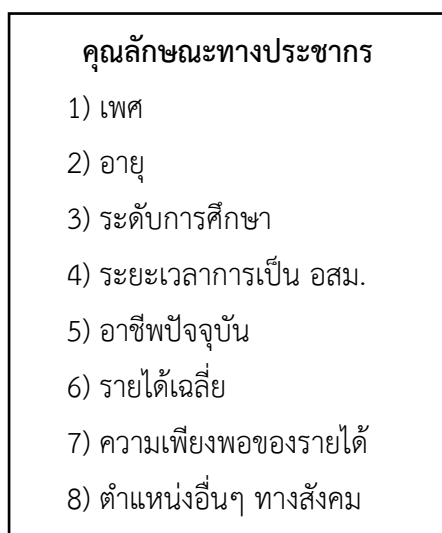 คุณลักษณะทางประชากร
1) เพศ
2) อายุ
3) ระดับการศึกษา
4) ระยะเวลาการเป็น อสม.
5) อาชีพปัจจุบัน
6) รายได้เฉลี่ย
7) ความเพียงพอของรายได้
8) ตำแหน่งอื่นๆ ทางสังคม